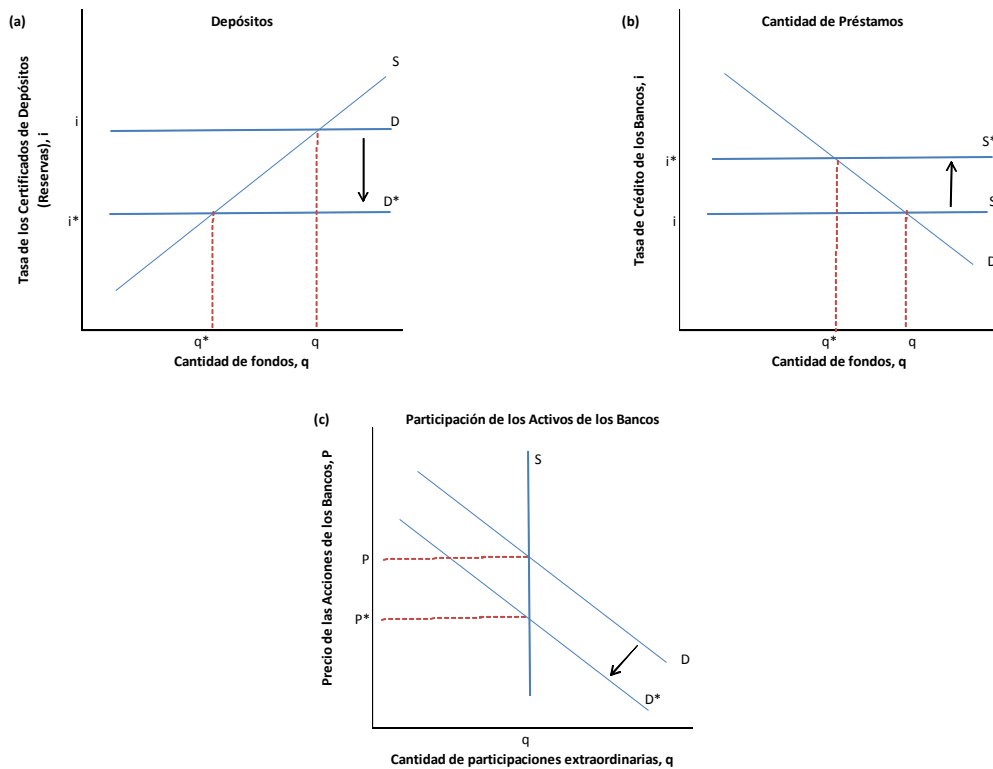 (a)
Depósitos
Tasa de los Certificados de Depósitos
(Reservas), i
S
i
D
i*
D*
q*
q
Cantidad de fondos, q
(b)
Cantidad de Préstamos
Tasa de Crédito de los Bancos, i
S*
i*
S
i
D
q*
q
Cantidad de fondos, q
(c)
Participación de los Activos de los Bancos
Precio de las Acciones de los Bancos, P
S
P
P*
D
D*
q
Cantidad de participaciones extraordinarias, q